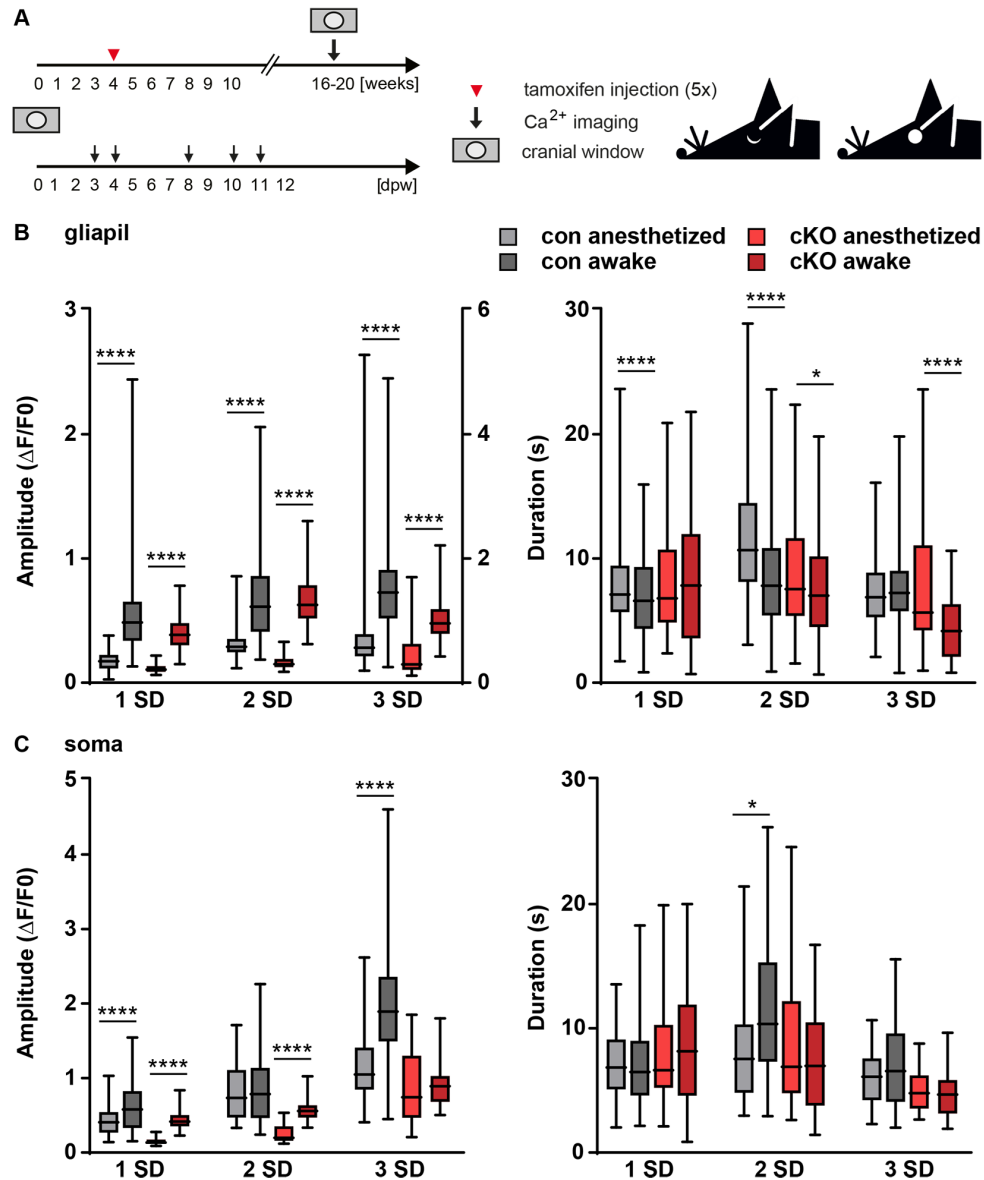 A
0 1 2 3 4 5 6 7 8 9 10 16-20 [weeks]
0 1 2 3 4 5 6 7 8 9 10 11 12 [dpw]
tamoxifen injection (5x)
Ca2+ imaging
cranial window
B gliapil
con anesthetized cKO anesthetized
con awake cKO awake
Amplitude (ΔF/F0)
3
2
1
0
6
4
2
0
**** **** **** **** **** ****
1 SD 2 SD 3 SD
Duration (s)
30
20
10
0
**** **** * ****
1 SD 2 SD 3 SD
C soma
Amplitude (ΔF/F0)
5
4
3
2
1
0
**** **** **** ****
1 SD 2 SD 3 SD
Duration (s)
30
20
10
0
*
1 SD 2 SD 3 SD